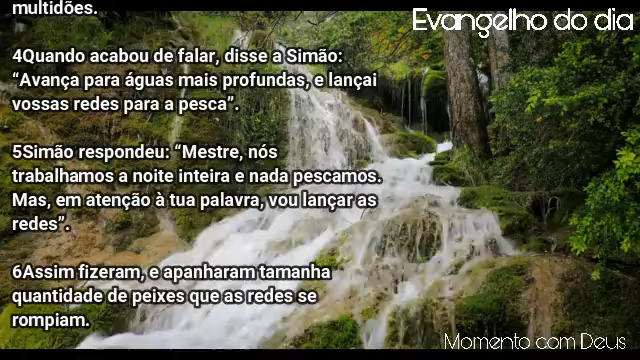 Evangelho do dia
multidões.
4Quando acabou de falar, disse a Simão:
“Avança para águas mais profundas, e lançai
vossas redes para a pesca”.
5Simão respondeu: “Mestre, nós
trabalhamos a noite inteira e nada pescamos.
Mas, em atenção à tua palavra, vou lançar as
redes”.
6Assim fizeram, e apanharam tamanha
quantidade de peixes que as redes se
rompiam.
Momento com Deus